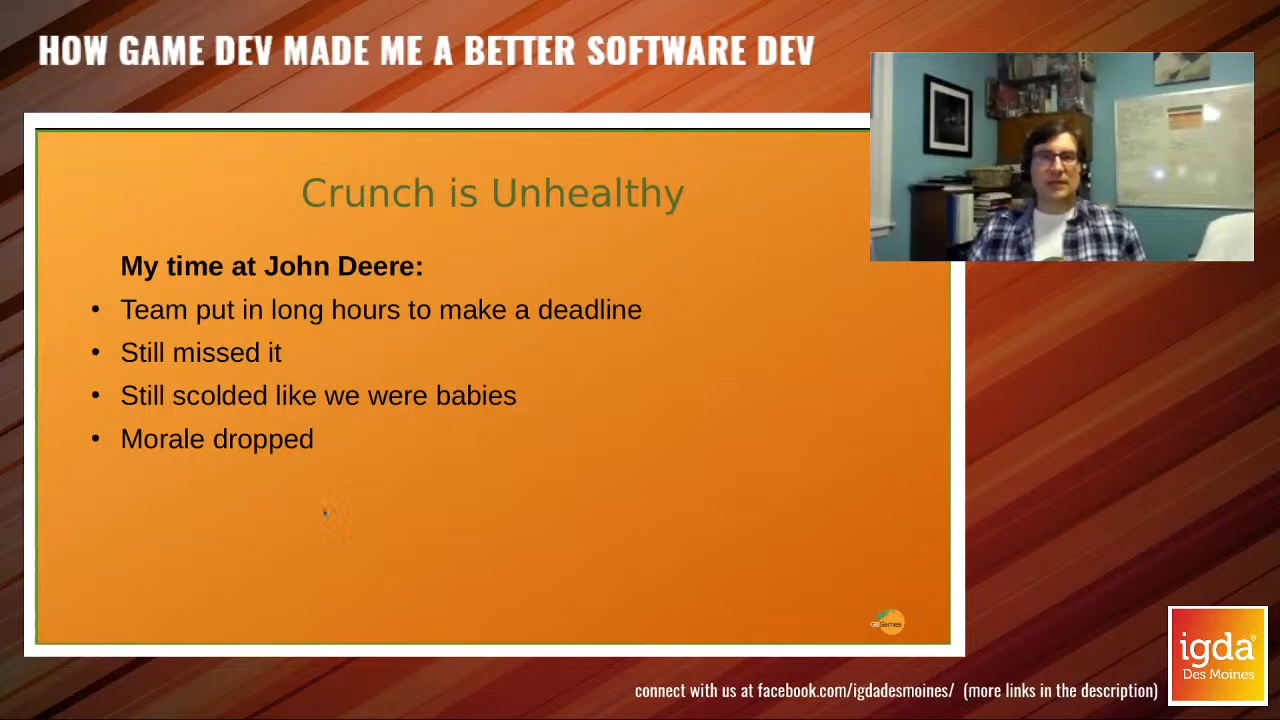 HOW GAME DEV MADE ME A BETTER SOFTWARE DEV
Crunch is Unhealthy
My time at John Deere:
• Team put in long hours to make a deadline
• Still missed it
• Still scolded like we were babies
• Morale dropped
GBGames
igda®
Des Moines
connect with us at facebook.com/igdadesmoines/ (more links in the description)